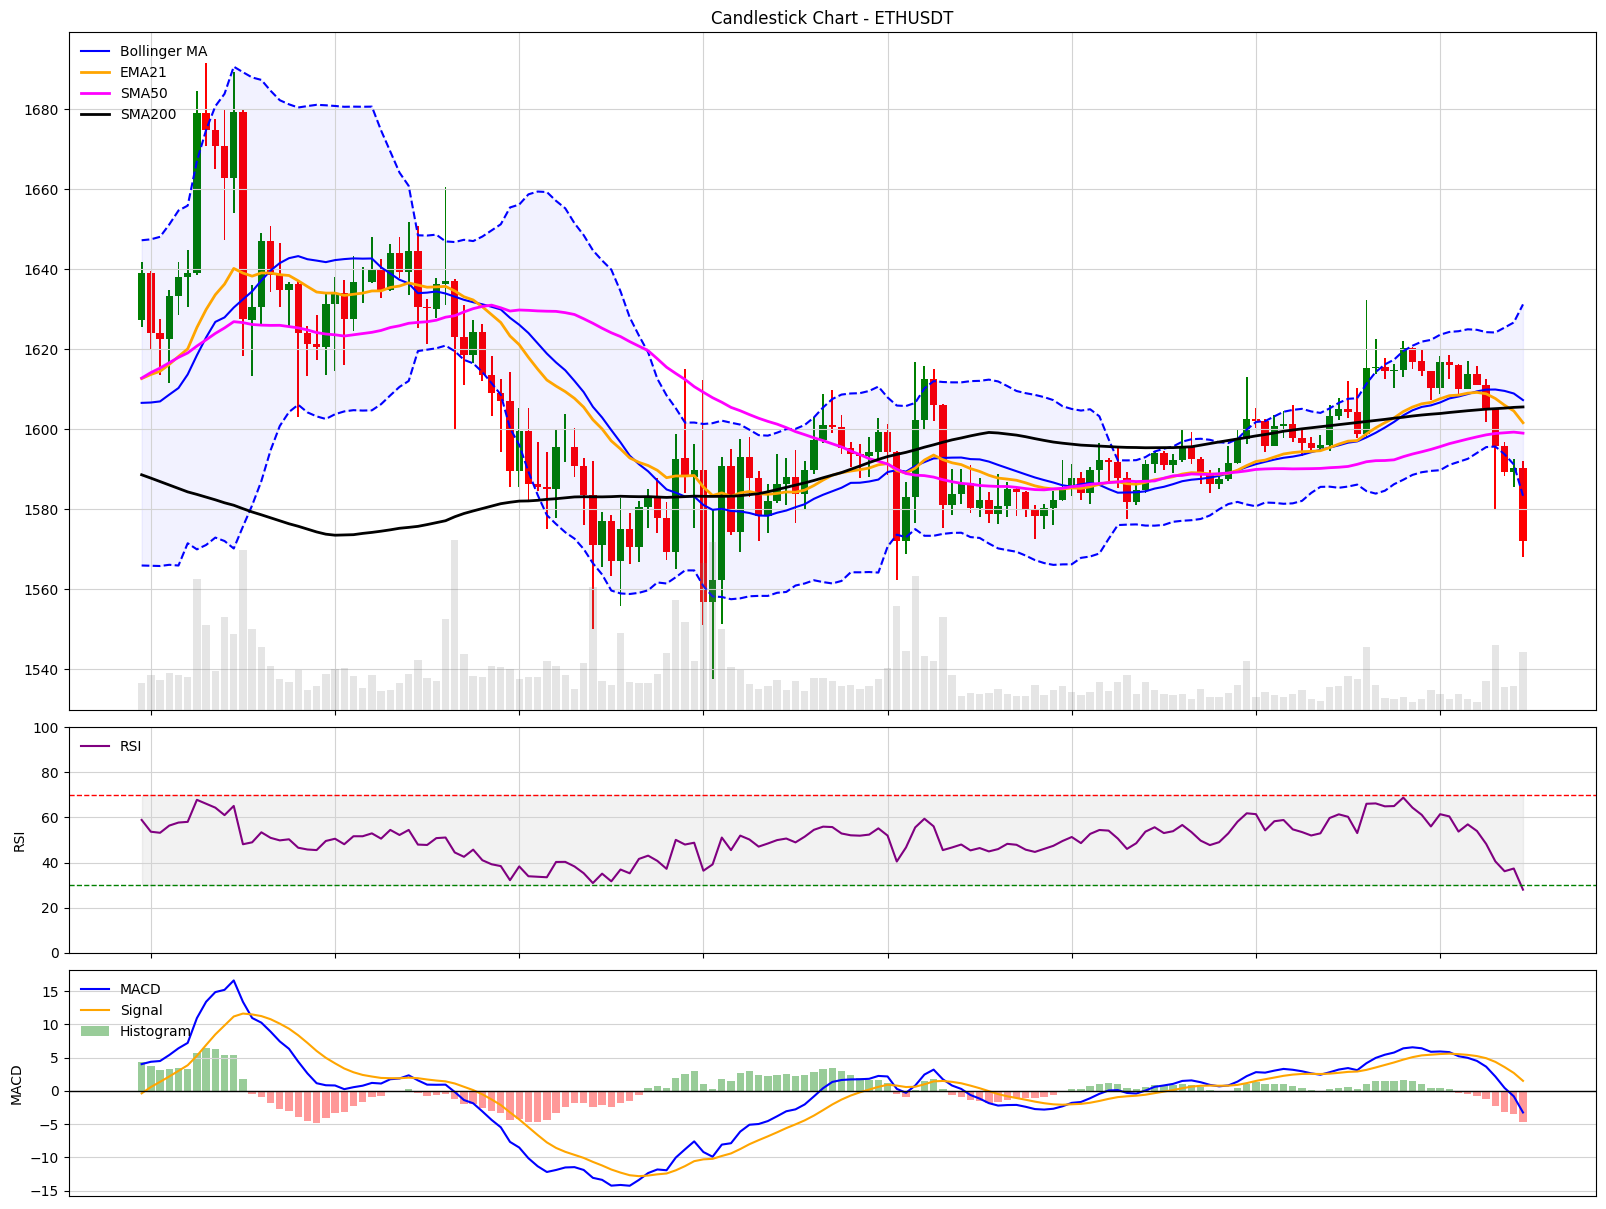 Candlestick Chart - ETHUSDT
Bollinger MA
EMA21
SMA50
SMA200
1680
1660
1640
1620
1600
1580
1560
1540
RSI
100
80
60
40
20
0
RSI
MACD
Signal
Histogram
15
10
5
0
−5
−10
−15
MACD